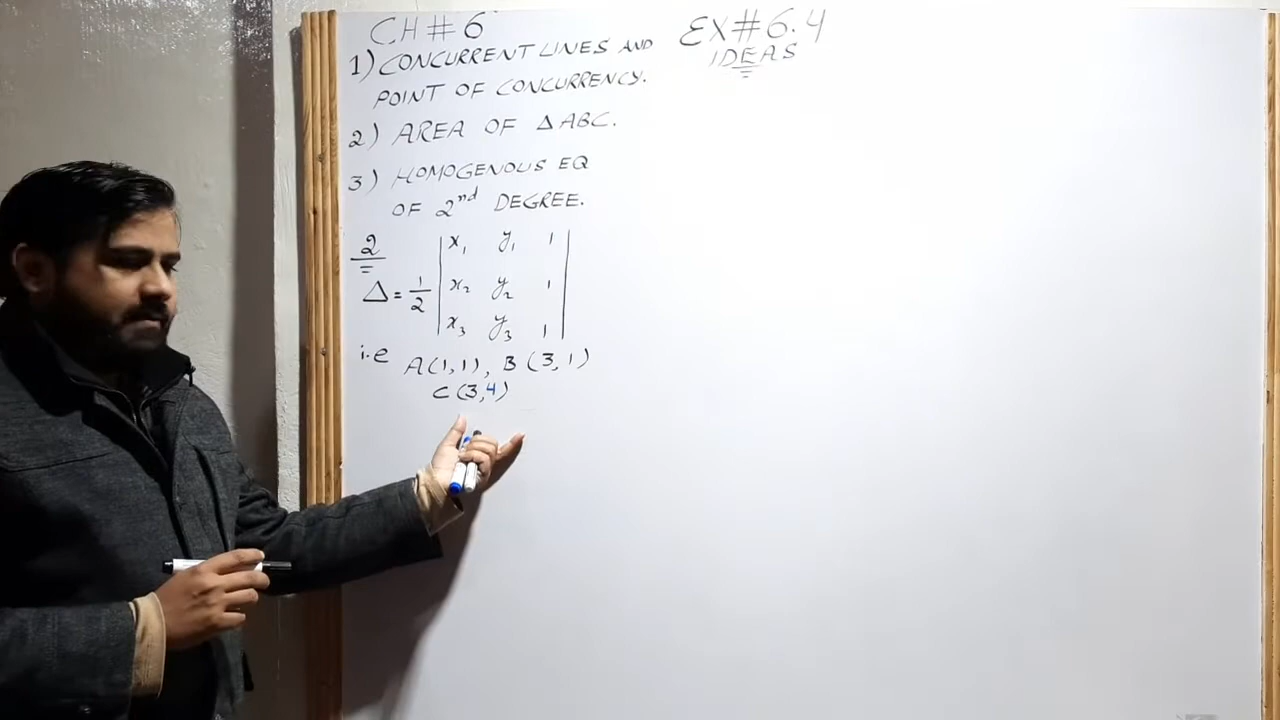 CH # 6
EX # 6.4
IDEAS
1) CONCURRENT LINES AND
POINT OF CONCURRENCY.
2) AREA OF ΔABC.
3) HOMOGENOUS EQ
OF 2nd DEGREE.
2
Δ = 1/2 | x₁ y₁ 1 |
| x₂ y₂ 1 |
| x₃ y₃ 1 |
i.e A(1,1), B(3,1)
C(3,4)